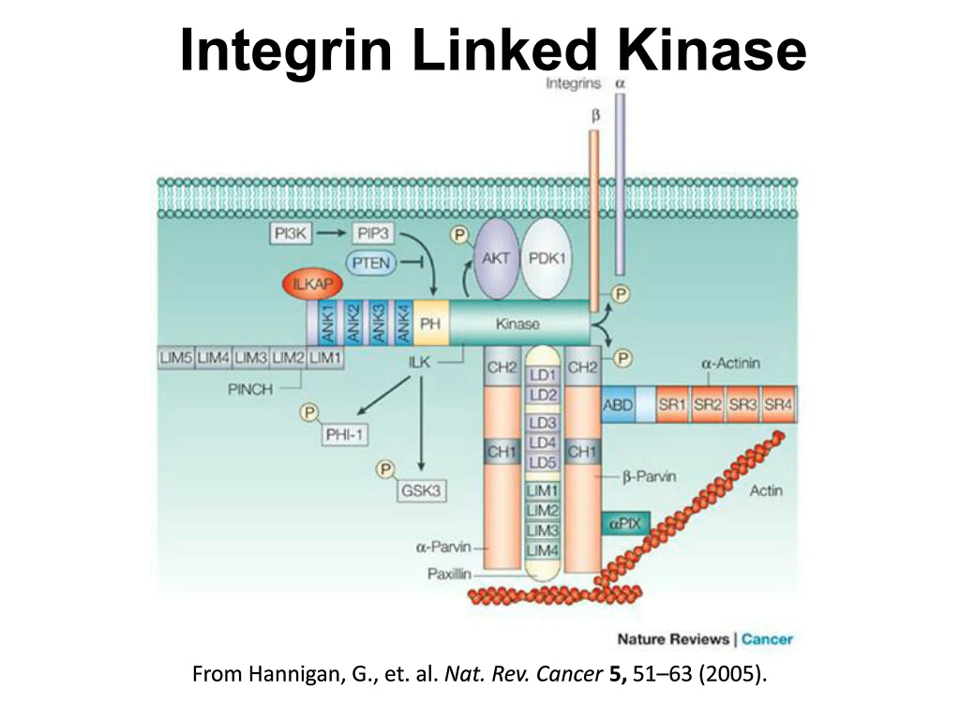 Integrin Linked Kinase
Integrins α
β
PI3K
PIP3
P
PTEN
AKT
PDK1
ILKAP
P
ANK1
ANK2
ANK3
ANK4
PH
Kinase
P
LIM5
LIM4
LIM3
LIM2
LIM1
ILK
PINCH
CH2
LD1
LD2
LD3
LD4
LD5
CH2
α-Actinin
ABD
SR1
SR2
SR3
SR4
P
PHI-1
CH1
CH1
P
GSK3
LIM1
LIM2
LIM3
LIM4
β-Parvin
Actin
αPIX
α-Parvin
Paxillin
Nature Reviews | Cancer
From Hannigan, G., et. al. Nat. Rev. Cancer 5, 51–63 (2005).